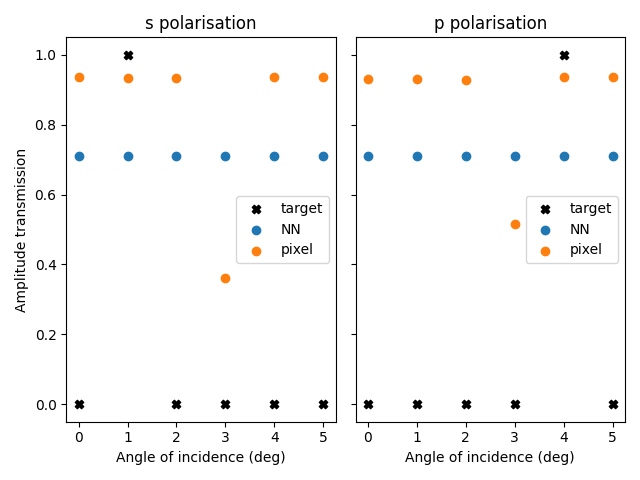 s polarisation
p polarisation
Amplitude transmission
1.0
0.8
0.6
0.4
0.2
0.0
target
NN
pixel
target
NN
pixel
0 1 2 3 4 5
0 1 2 3 4 5
Angle of incidence (deg)
Angle of incidence (deg)